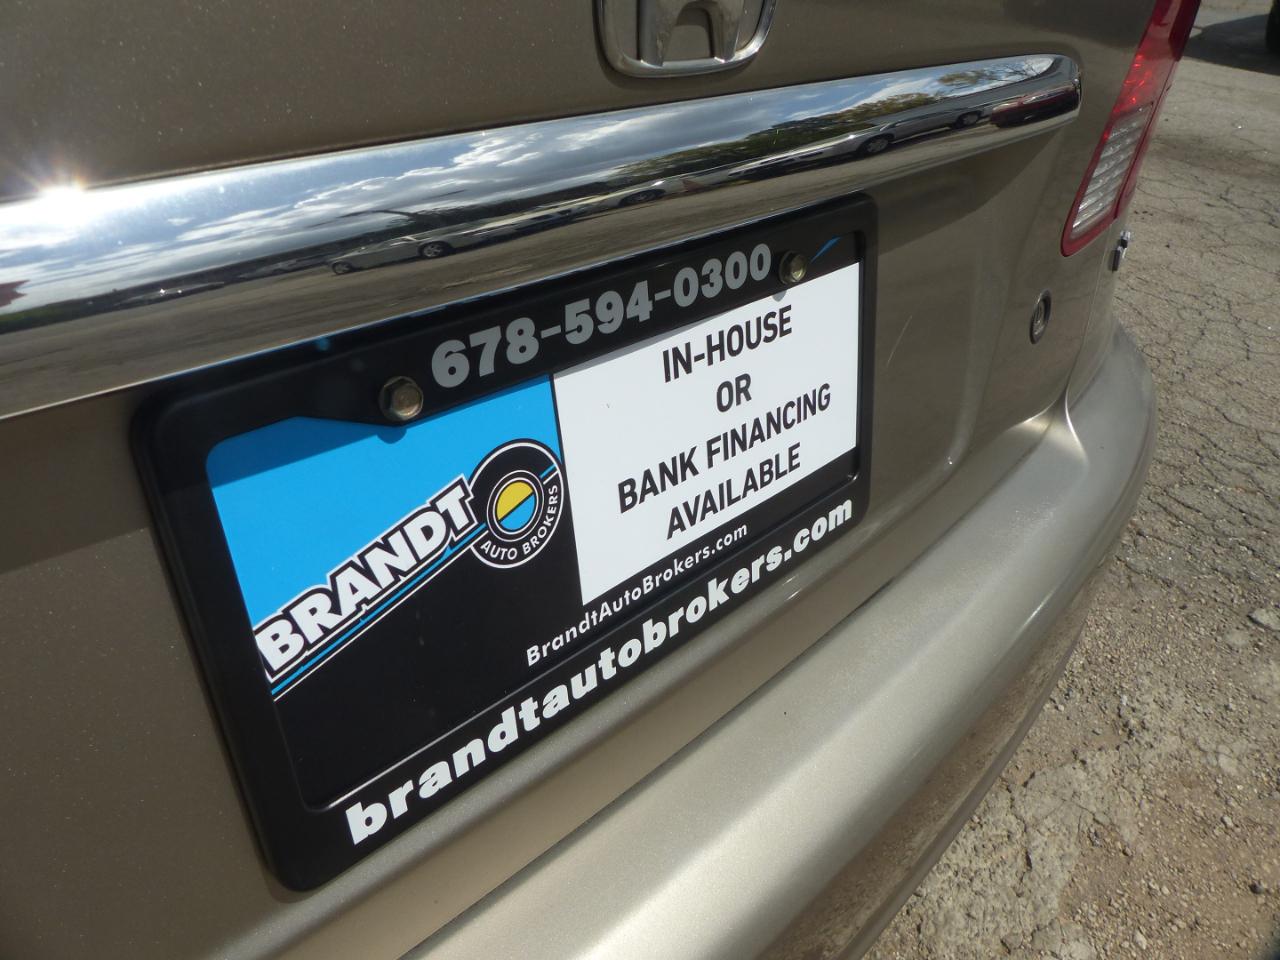 678-594-0300
BRANDT
AUTO BROKERS
IN-HOUSE
OR
BANK FINANCING
AVAILABLE
BrandtAutoBrokers.com
brandtautobrokers.com